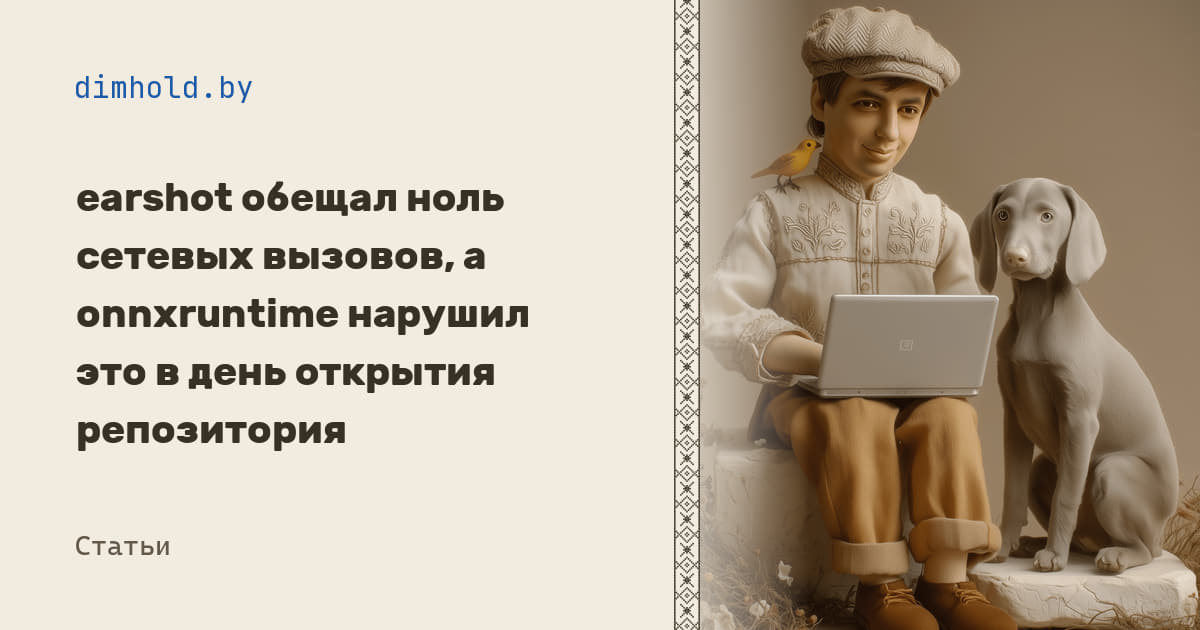 dimhold.by
earshot обещал ноль
сетевых вызовов, а
onnxruntime нарушил
это в день открытия
репозитория
Статьи